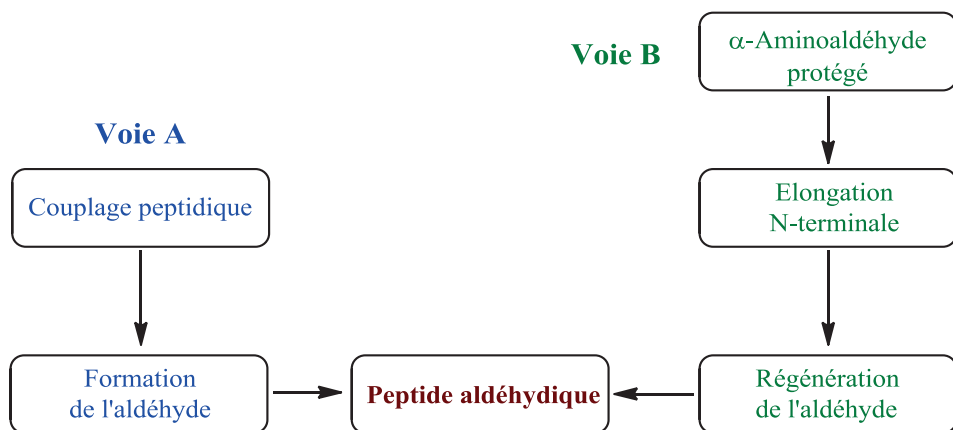 Voie A
Couplage peptidique
Formation
de l'aldéhyde
Voie B
α-Aminoaldéhyde
protégé
Elongation
N-terminale
Régénération
de l'aldéhyde
Peptide aldéhydique